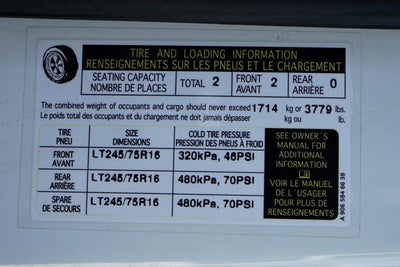 TIRE AND LOADING INFORMATION
RENSEIGNEMENTS SUR LES PNEUS ET LE CHARGEMENT
SEATING CAPACITY
NOMBRE DE PLACES
TOTAL 2
FRONT
AVANT 2
REAR
ARRIÈRE 0
The combined weight of occupants and cargo should never exceed 1714 kg or 3779 lbs.
Le poids total des occupants et du chargement ne doit jamais dépasser kg ou lb.
TIRE
PNEU
SIZE
DIMENSIONS
COLD TIRE PRESSURE
PRESSION DES PNEUS À FROID
FRONT
AVANT
LT245/75R16
320kPa, 46PSI
REAR
ARRIÈRE
LT245/75R16
480kPa, 70PSI
SPARE
DE SECOURS
LT245/75R16
480kPa, 70PSI
SEE OWNER'S
MANUAL FOR
ADDITIONAL
INFORMATION
VOIR LE MANUEL
DE L'USAGER
POUR PLUS DE
RENSEIGNEMENTS
A 906 584 66 38